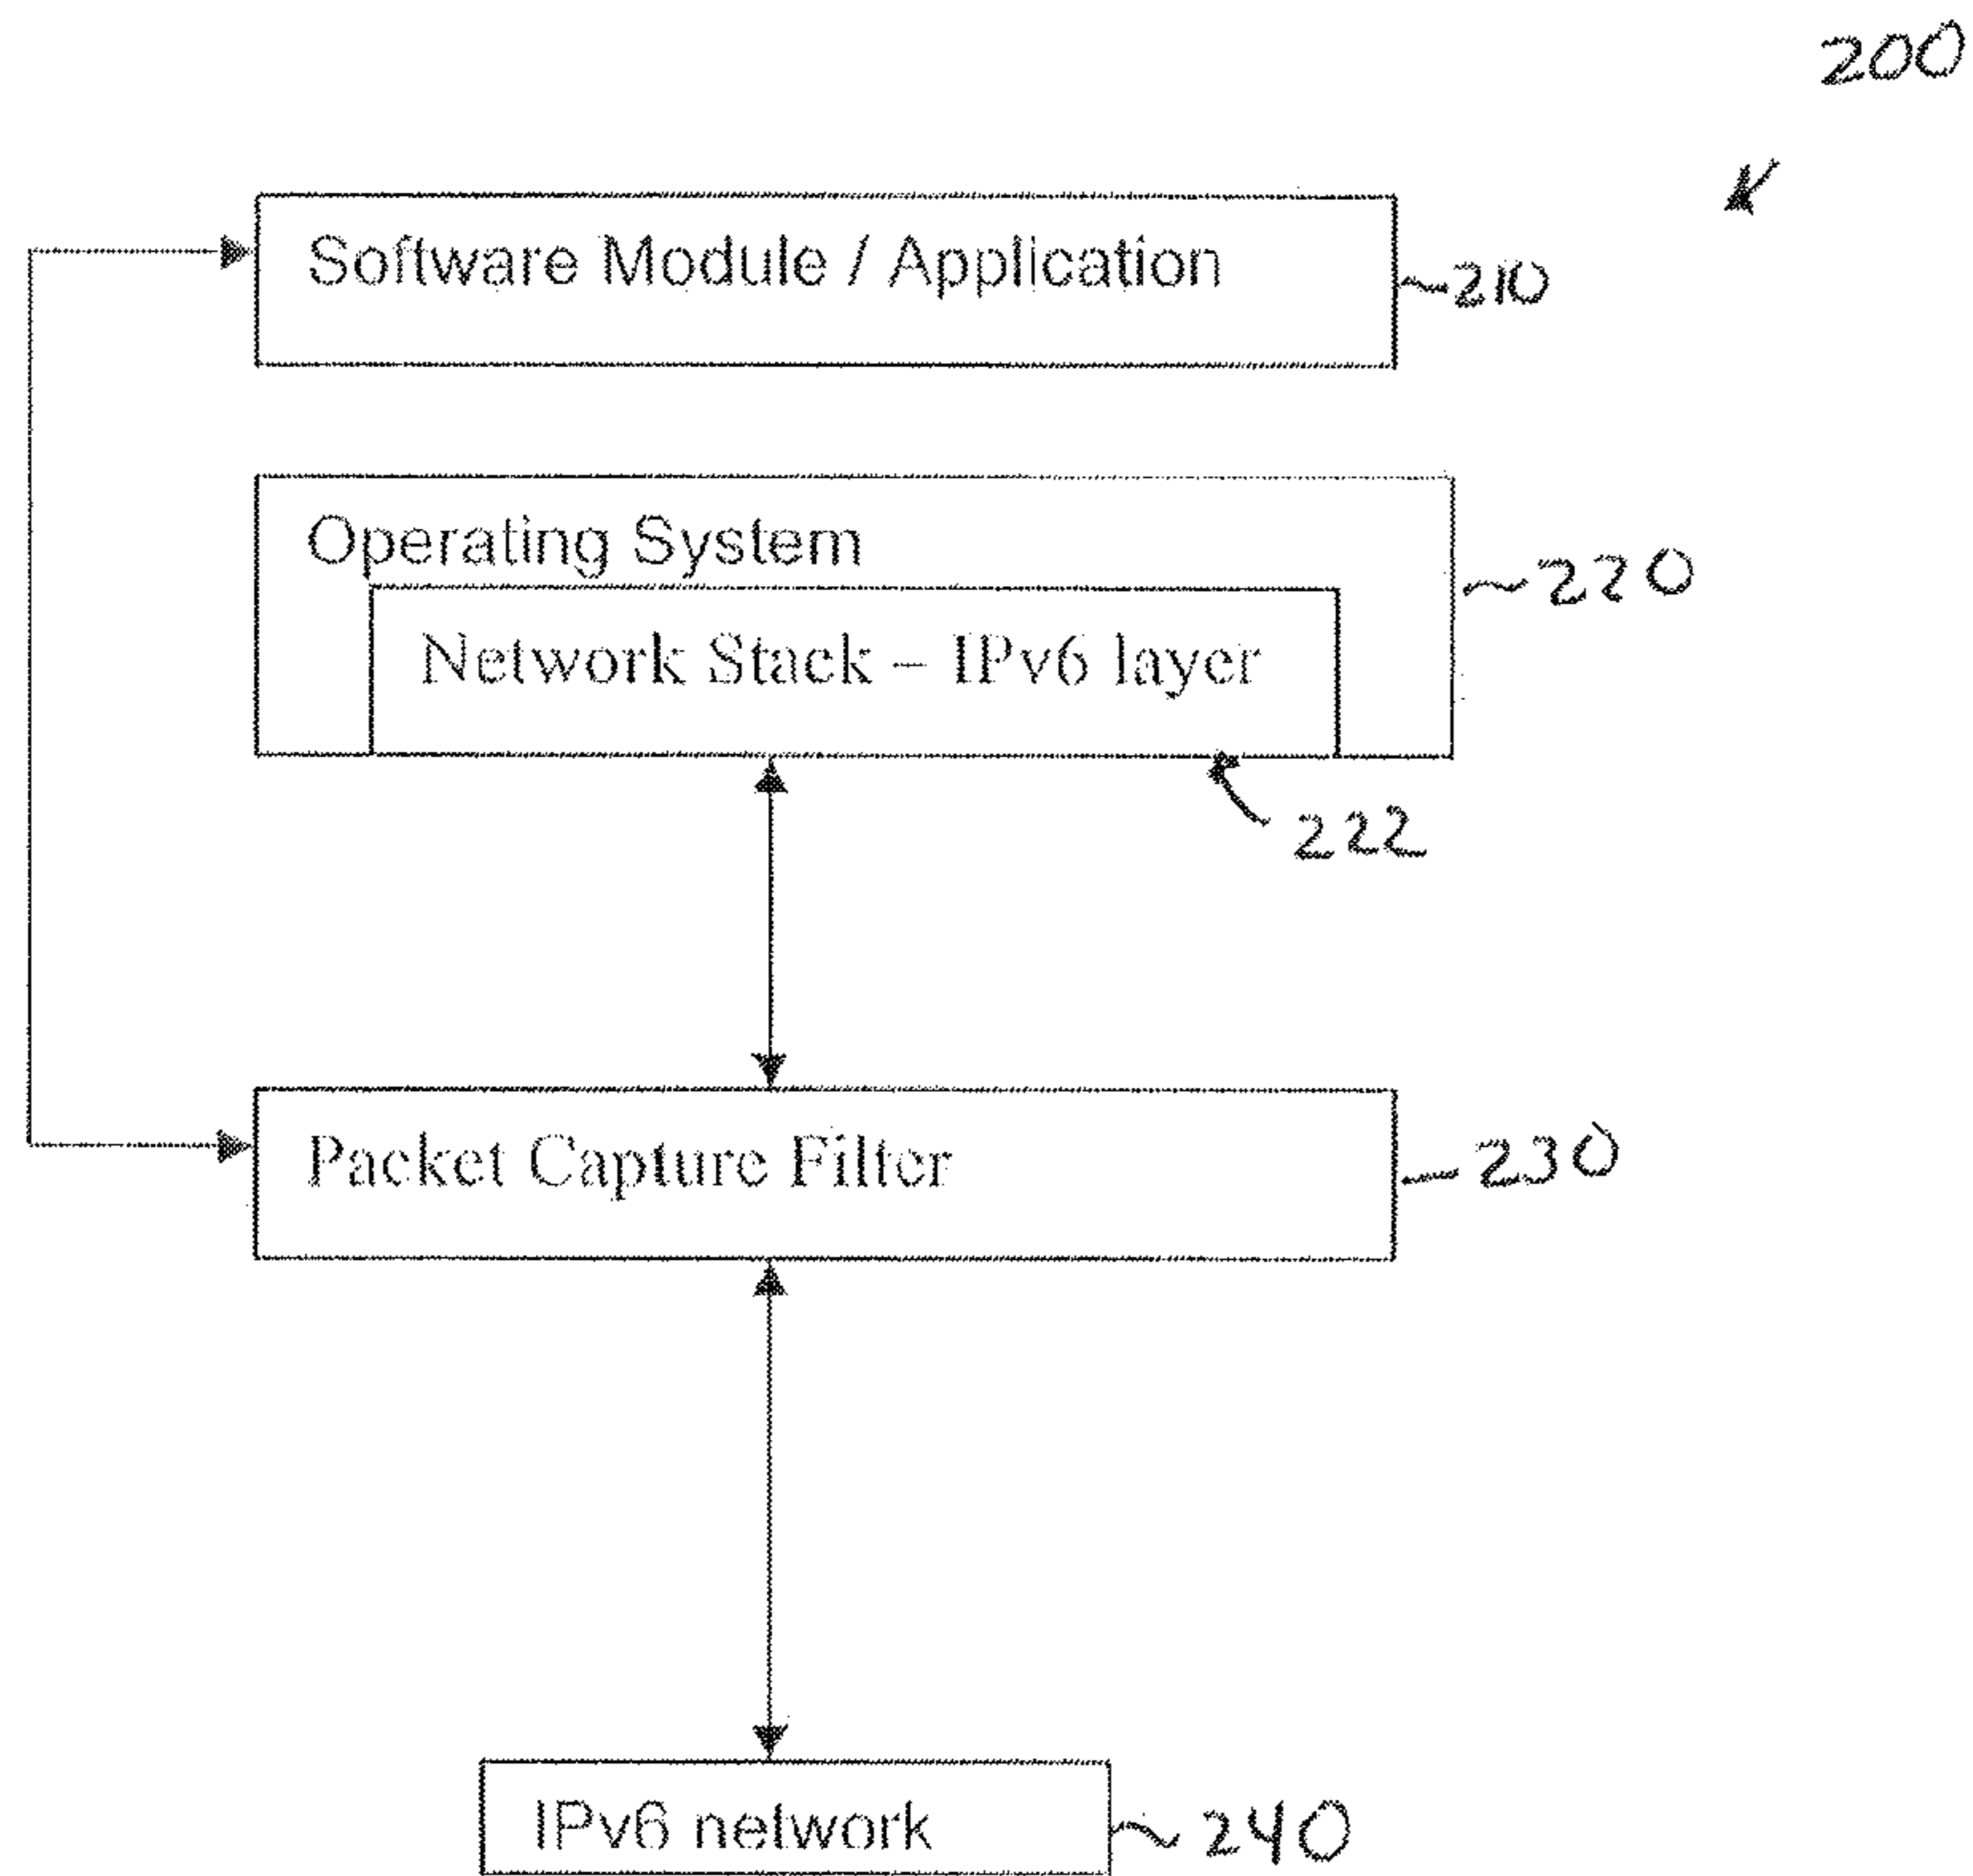 200
Software Module / Application
210
Operating System
220
Network Stack – IPv6 layer
222
Packet Capture Filter
230
IPv6 network
240